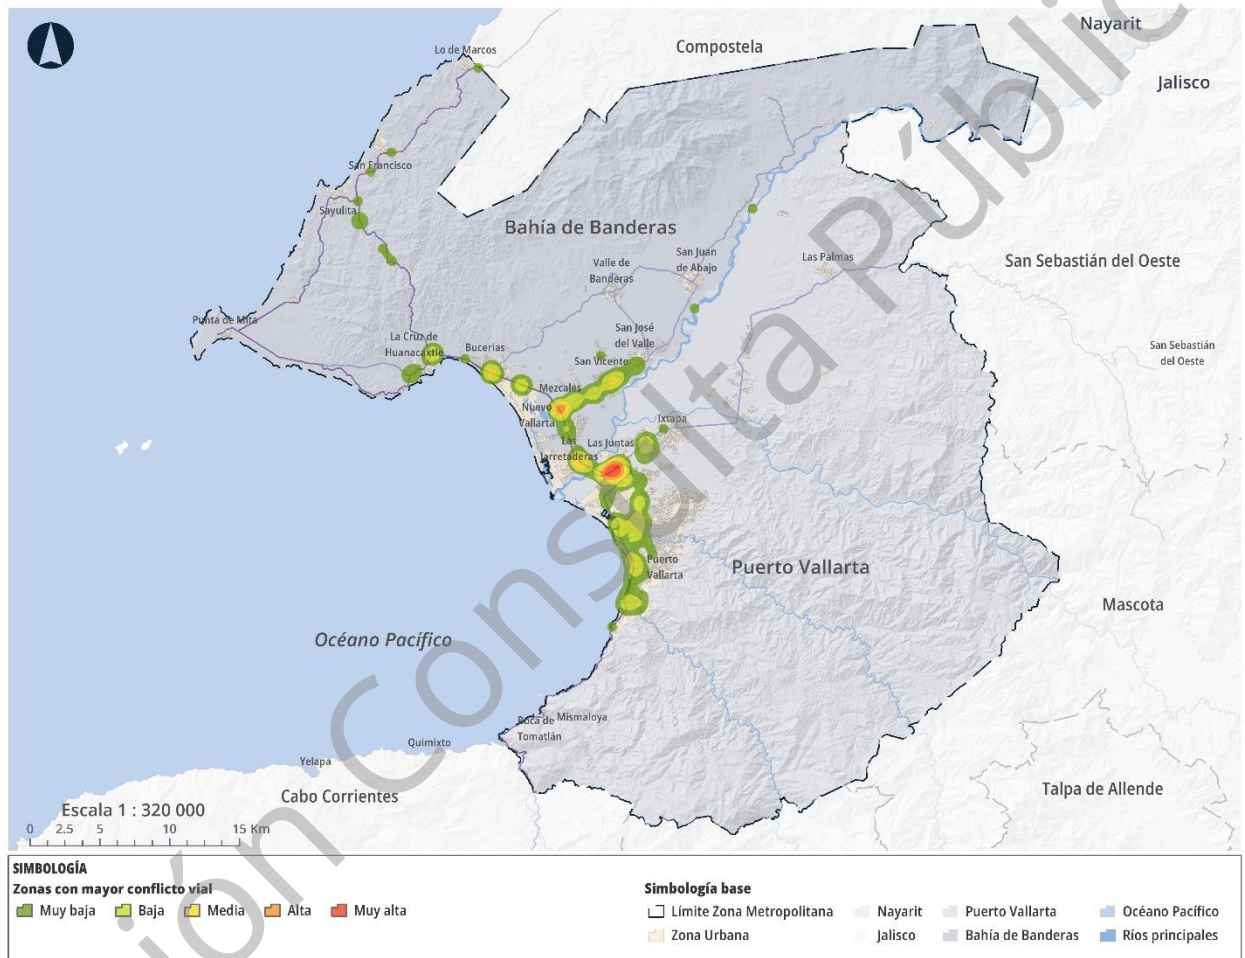 Nayarit
Compostela
Lo de Marcos
Jalisco
San Francisco
Sayulita
Bahía de Banderas
San Juan
de Abajo
Valle de
Banderas
Las Palmas
San Sebastián del Oeste
Punta de Mita
San José
del Valle
La Cruz de
Huanacaxtle
Bucerias
San Vicente
San Sebastián
del Oeste
Mezcales
Nuevo
Vallarta
Ixtapa
Las
Jarretaderas
Las Juntas
Puerto
Vallarta
Puerto Vallarta
Mascota
Océano Pacífico
Boca de
Tomatlán
Mismaloya
Quimixto
Yelapa
Cabo Corrientes
Talpa de Allende
Escala 1 : 320 000
0 2.5 5 10 15 Km
ión Consulta Públic
SIMBOLOGÍA
Zonas con mayor conflicto vial
Muy baja Baja Media Alta Muy alta
Simbología base
Límite Zona Metropolitana Nayarit Puerto Vallarta Océano Pacífico
Zona Urbana Jalisco Bahía de Banderas Ríos principales